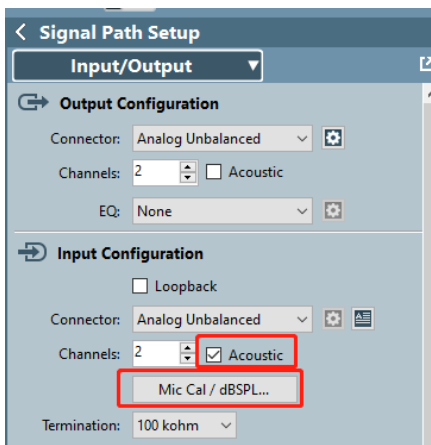 Signal Path Setup
Input/Output
Output Configuration
Connector: Analog Unbalanced
Channels: 2 Acoustic
EQ: None
Input Configuration
Loopback
Connector: Analog Unbalanced
Channels: 2 Acoustic
Mic Cal / dBSPL...
Termination: 100 kohm